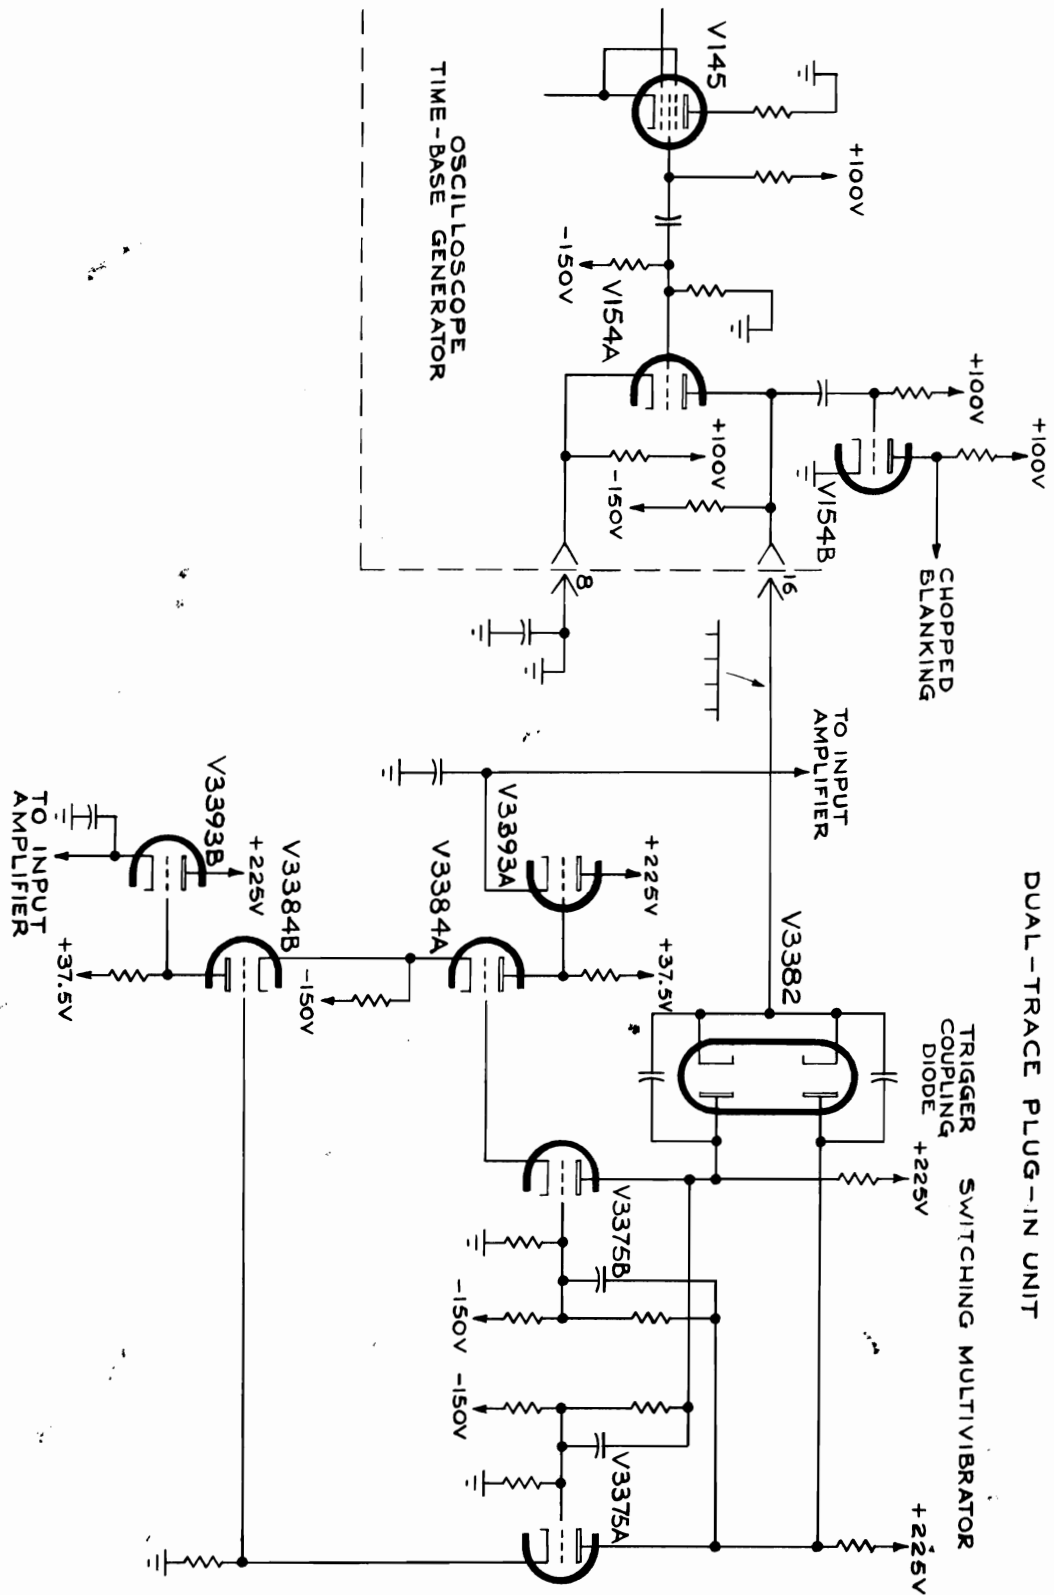 DUAL-TRACE PLUG-IN UNIT
OSCILLOSCOPE
TIME-BASE GENERATOR
V145
+100V
-150V
V154A
+100V
-150V
+100V
+100V
V154B
CHOPPED
BLANKING
8
16
TO INPUT
AMPLIFIER
V3393A
+225V
V3384A
+37.5V
V3393B
+225V
TO INPUT
AMPLIFIER
V3384B
+37.5V
-150V
V3382
TRIGGER
COUPLING
DIODE
SWITCHING MULTIVIBRATOR
+225V
V3375B
-150V
-150V
V3375A
+225V